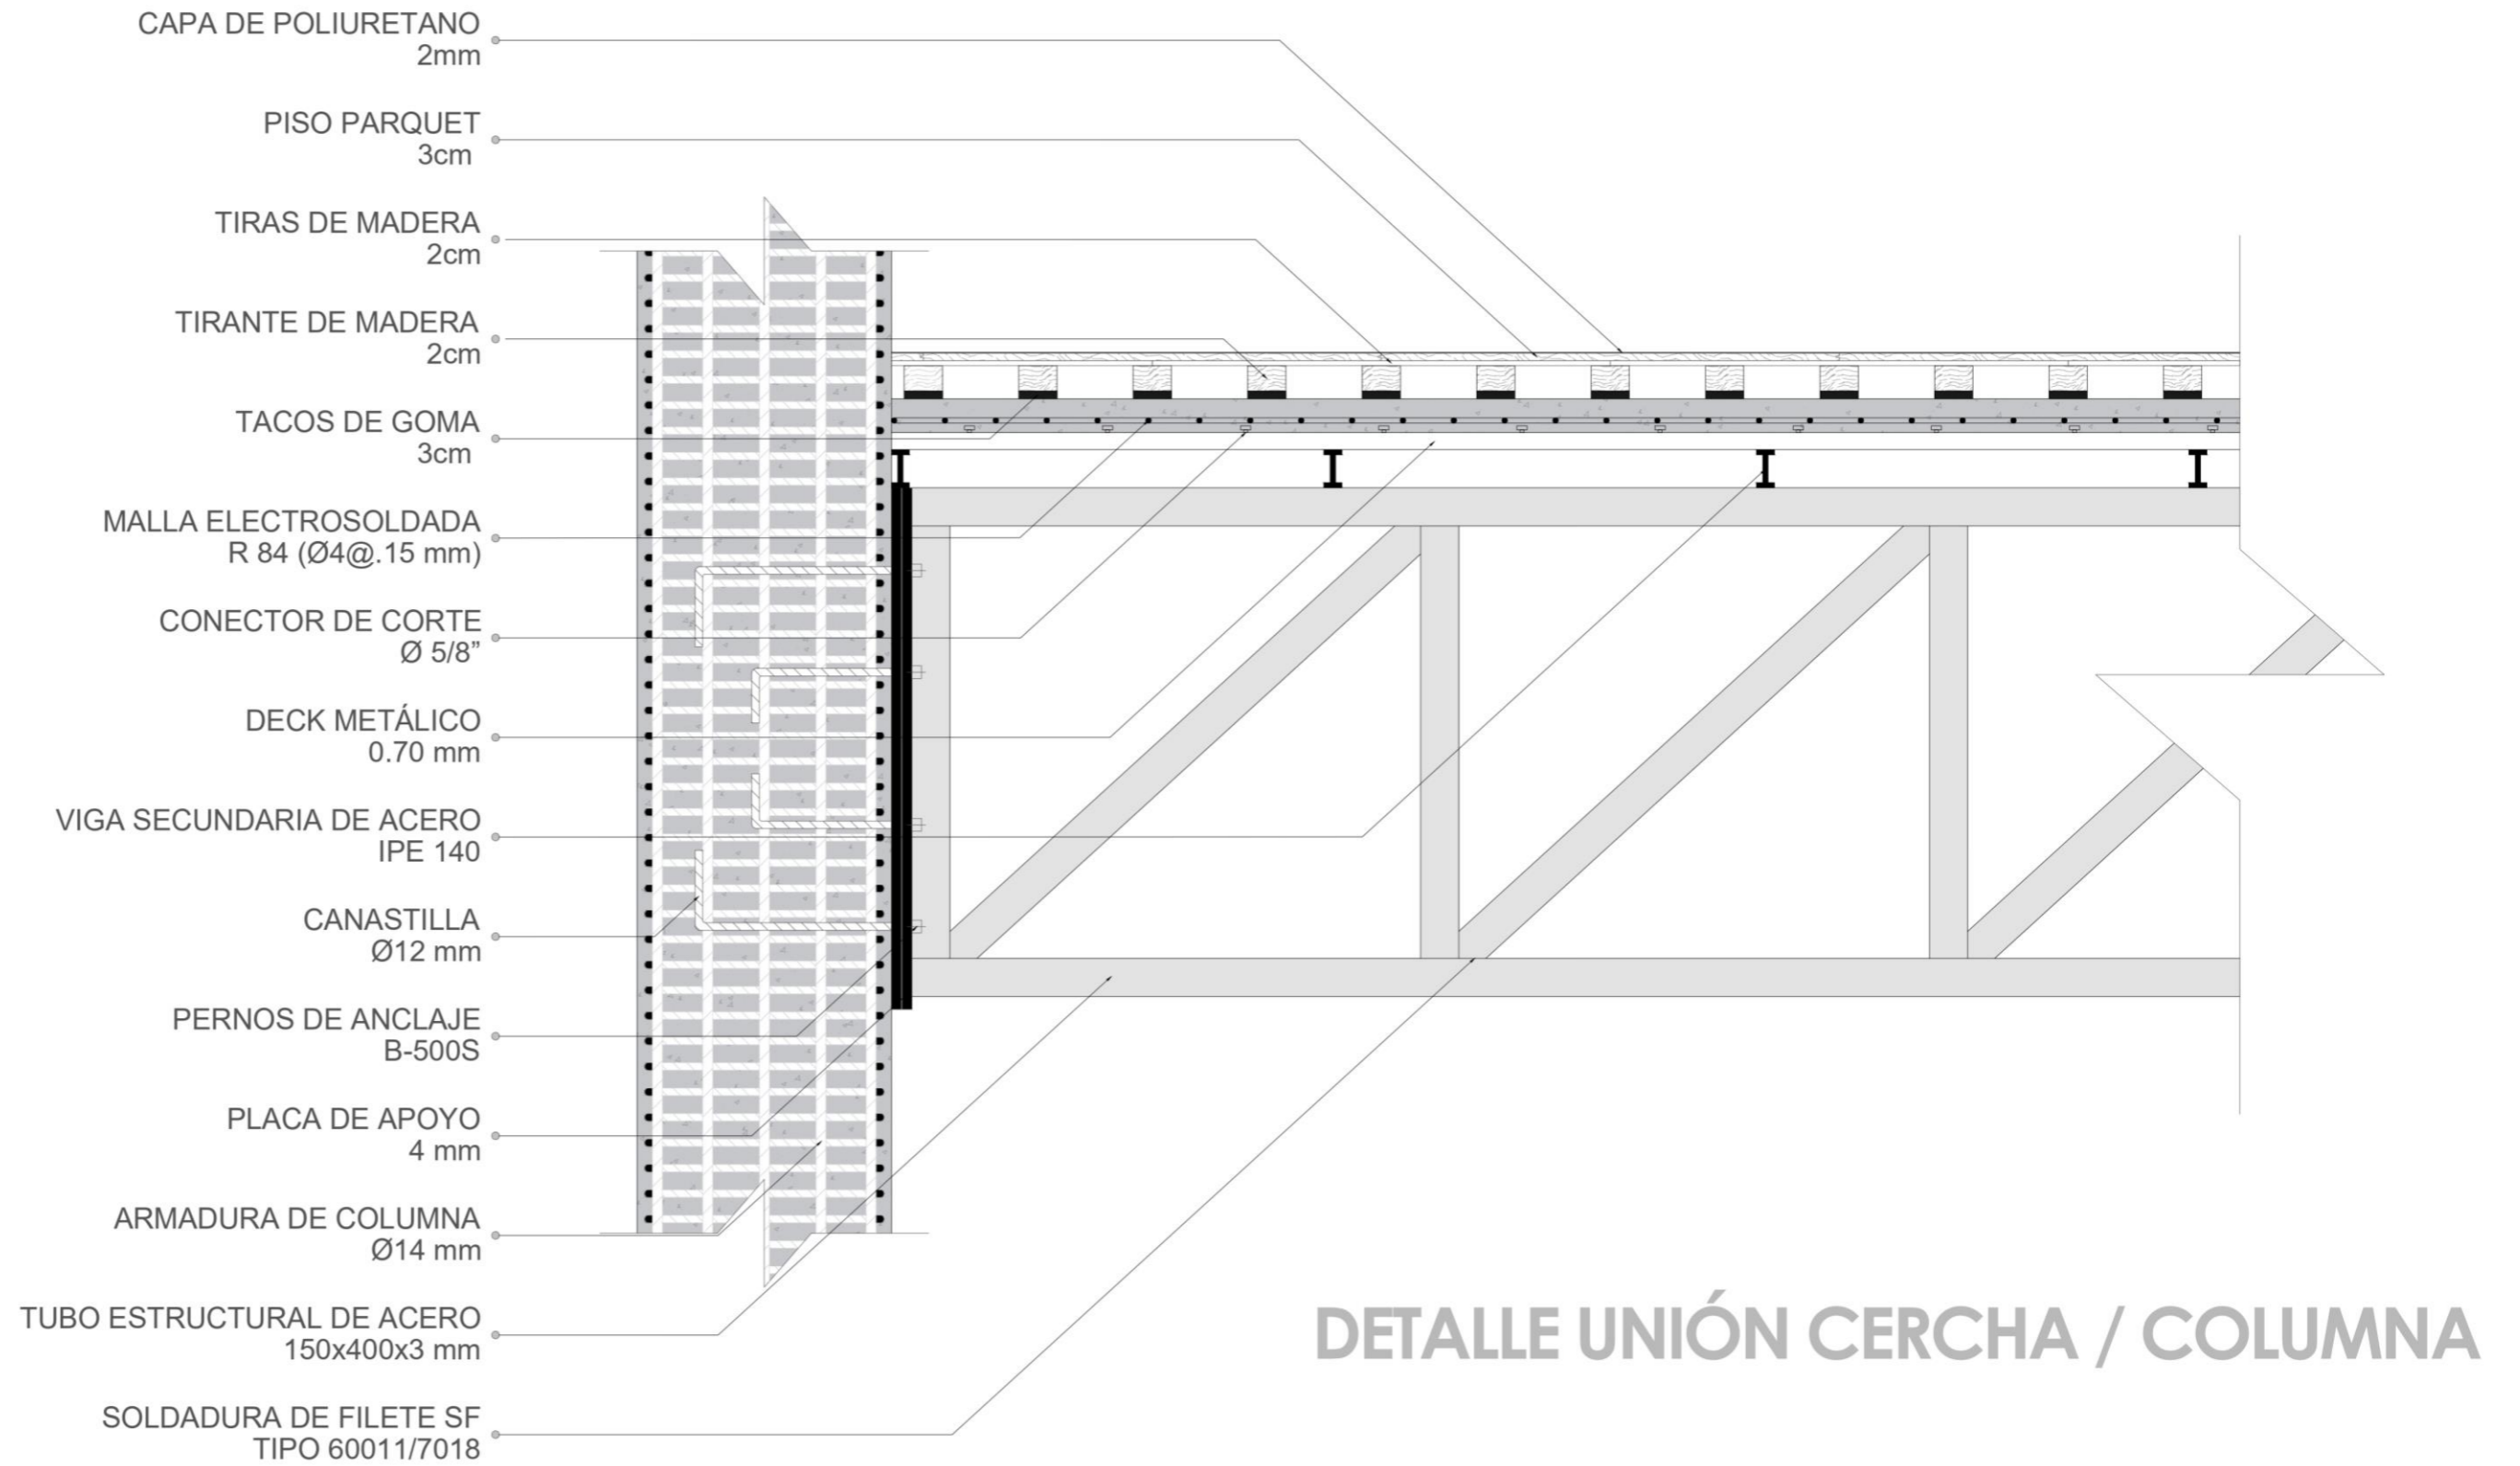 CAPA DE POLIURETANO
2mm
PISO PARQUET
3cm
TIRAS DE MADERA
2cm
TIRANTE DE MADERA
2cm
TACOS DE GOMA
3cm
MALLA ELECTROSOLDADA
R 84 (Ø4@.15 mm)
CONECTOR DE CORTE
Ø 5/8”
DECK METÁLICO
0.70 mm
VIGA SECUNDARIA DE ACERO
IPE 140
CANASTILLA
Ø12 mm
PERNOS DE ANCLAJE
B-500S
PLACA DE APOYO
4 mm
ARMADURA DE COLUMNA
Ø14 mm
TUBO ESTRUCTURAL DE ACERO
150x400x3 mm
SOLDADURA DE FILETE SF
TIPO 60011/7018
DETALLE UNIÓN CERCHA / COLUMNA